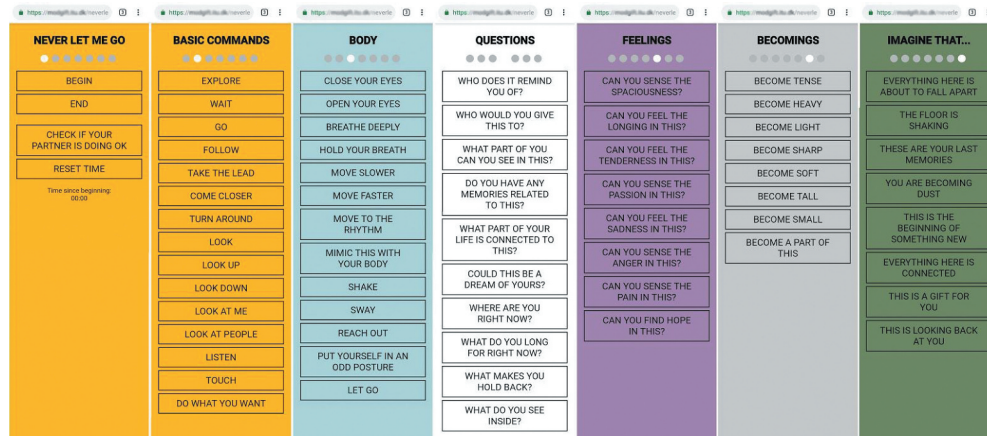 https://
3
https://
3
https://
3
https://
3
https://
3
https://
3
https://
3
NEVER LET ME GO
BEGIN
END
CHECK IF YOUR
PARTNER IS DOING OK
RESET TIME
Time since beginning:
00:00
BASIC COMMANDS
EXPLORE
WAIT
GO
FOLLOW
TAKE THE LEAD
COME CLOSER
TURN AROUND
LOOK
LOOK UP
LOOK DOWN
LOOK AT ME
LOOK AT PEOPLE
LISTEN
TOUCH
DO WHAT YOU WANT
BODY
CLOSE YOUR EYES
OPEN YOUR EYES
BREATHE DEEPLY
HOLD YOUR BREATH
MOVE SLOWER
MOVE FASTER
MOVE TO THE
RHYTHM
MIMIC THIS WITH
YOUR BODY
SHAKE
SWAY
REACH OUT
PUT YOURSELF IN AN
ODD POSTURE
LET GO
QUESTIONS
WHO DOES IT REMIND
YOU OF?
WHO WOULD YOU GIVE
THIS TO?
WHAT PART OF YOU
CAN YOU SEE IN THIS?
DO YOU HAVE ANY
MEMORIES RELATED
TO THIS?
WHAT PART OF YOUR
LIFE IS CONNECTED TO
THIS?
COULD THIS BE A
DREAM OF YOURS?
WHERE ARE YOU
RIGHT NOW?
WHAT DO YOU LONG
FOR RIGHT NOW?
WHAT MAKES YOU
HOLD BACK?
WHAT DO YOU SEE
INSIDE?
FEELINGS
CAN YOU SENSE THE
SPACIOUSNESS?
CAN YOU FEEL THE
LONGING IN THIS?
CAN YOU FEEL THE
TENDERNESS IN THIS?
CAN YOU SENSE THE
PASSION IN THIS?
CAN YOU FEEL THE
SADNESS IN THIS?
CAN YOU SENSE THE
ANGER IN THIS?
CAN YOU SENSE THE
PAIN IN THIS?
CAN YOU FIND HOPE
IN THIS?
BECOMINGS
BECOME TENSE
BECOME HEAVY
BECOME LIGHT
BECOME SHARP
BECOME SOFT
BECOME TALL
BECOME SMALL
BECOME A PART OF
THIS
IMAGINE THAT...
EVERYTHING HERE IS
ABOUT TO FALL APART
THE FLOOR IS
SHAKING
THESE ARE YOUR LAST
MEMORIES
YOU ARE BECOMING
DUST
THIS IS THE
BEGINNING OF
SOMETHING NEW
EVERYTHING HERE IS
CONNECTED
THIS IS A GIFT FOR
YOU
THIS IS LOOKING BACK
AT YOU